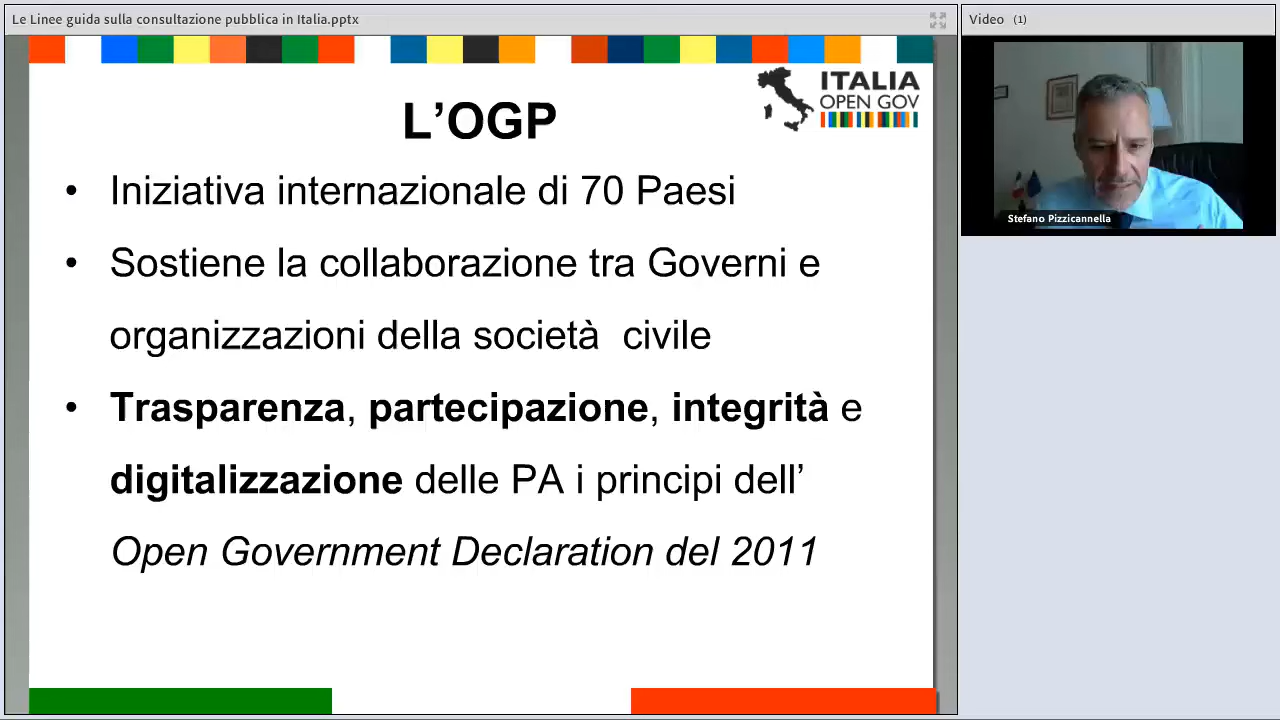 Le Linee guida sulla consultazione pubblica in Italia.pptx
Video (1)
ITALIA
OPEN GOV
L’OGP
Stefano Pizzicannella
• Iniziativa internazionale di 70 Paesi
• Sostiene la collaborazione tra Governi e
organizzazioni della società civile
• Trasparenza, partecipazione, integrità e
digitalizzazione delle PA i principi dell’
Open Government Declaration del 2011